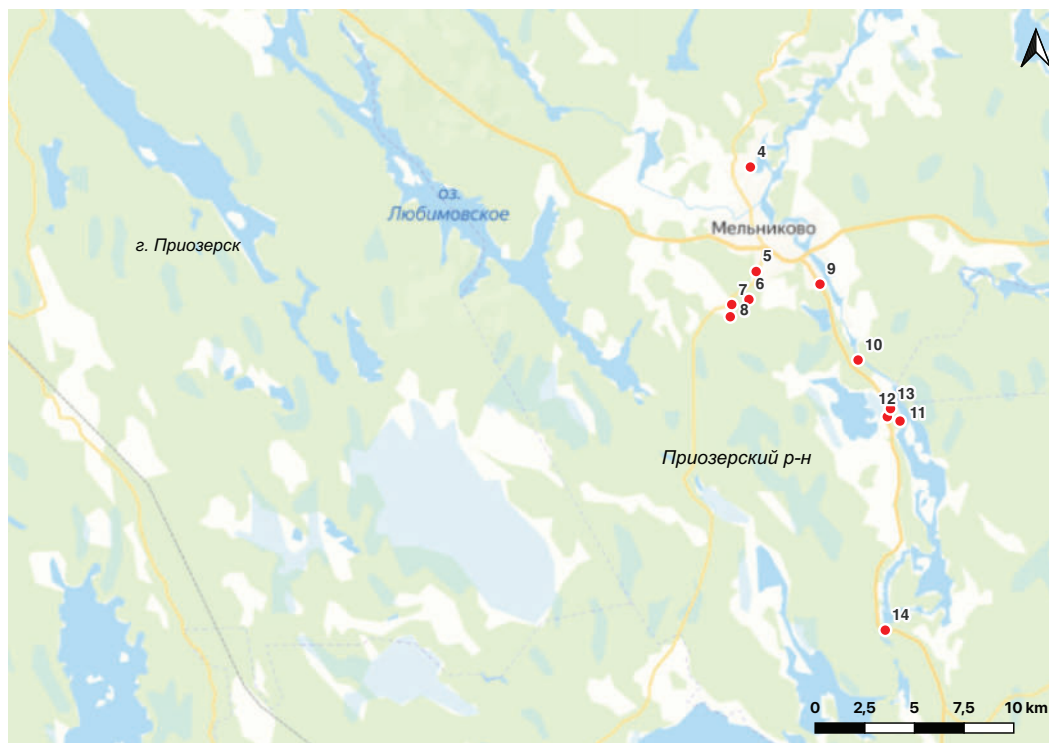 4
оз.
Любимовское
Мельниково
г. Приозерск
5
9
6
7
8
10
13
12
11
Приозерский р-н
14
0 2,5 5 7,5 10 km